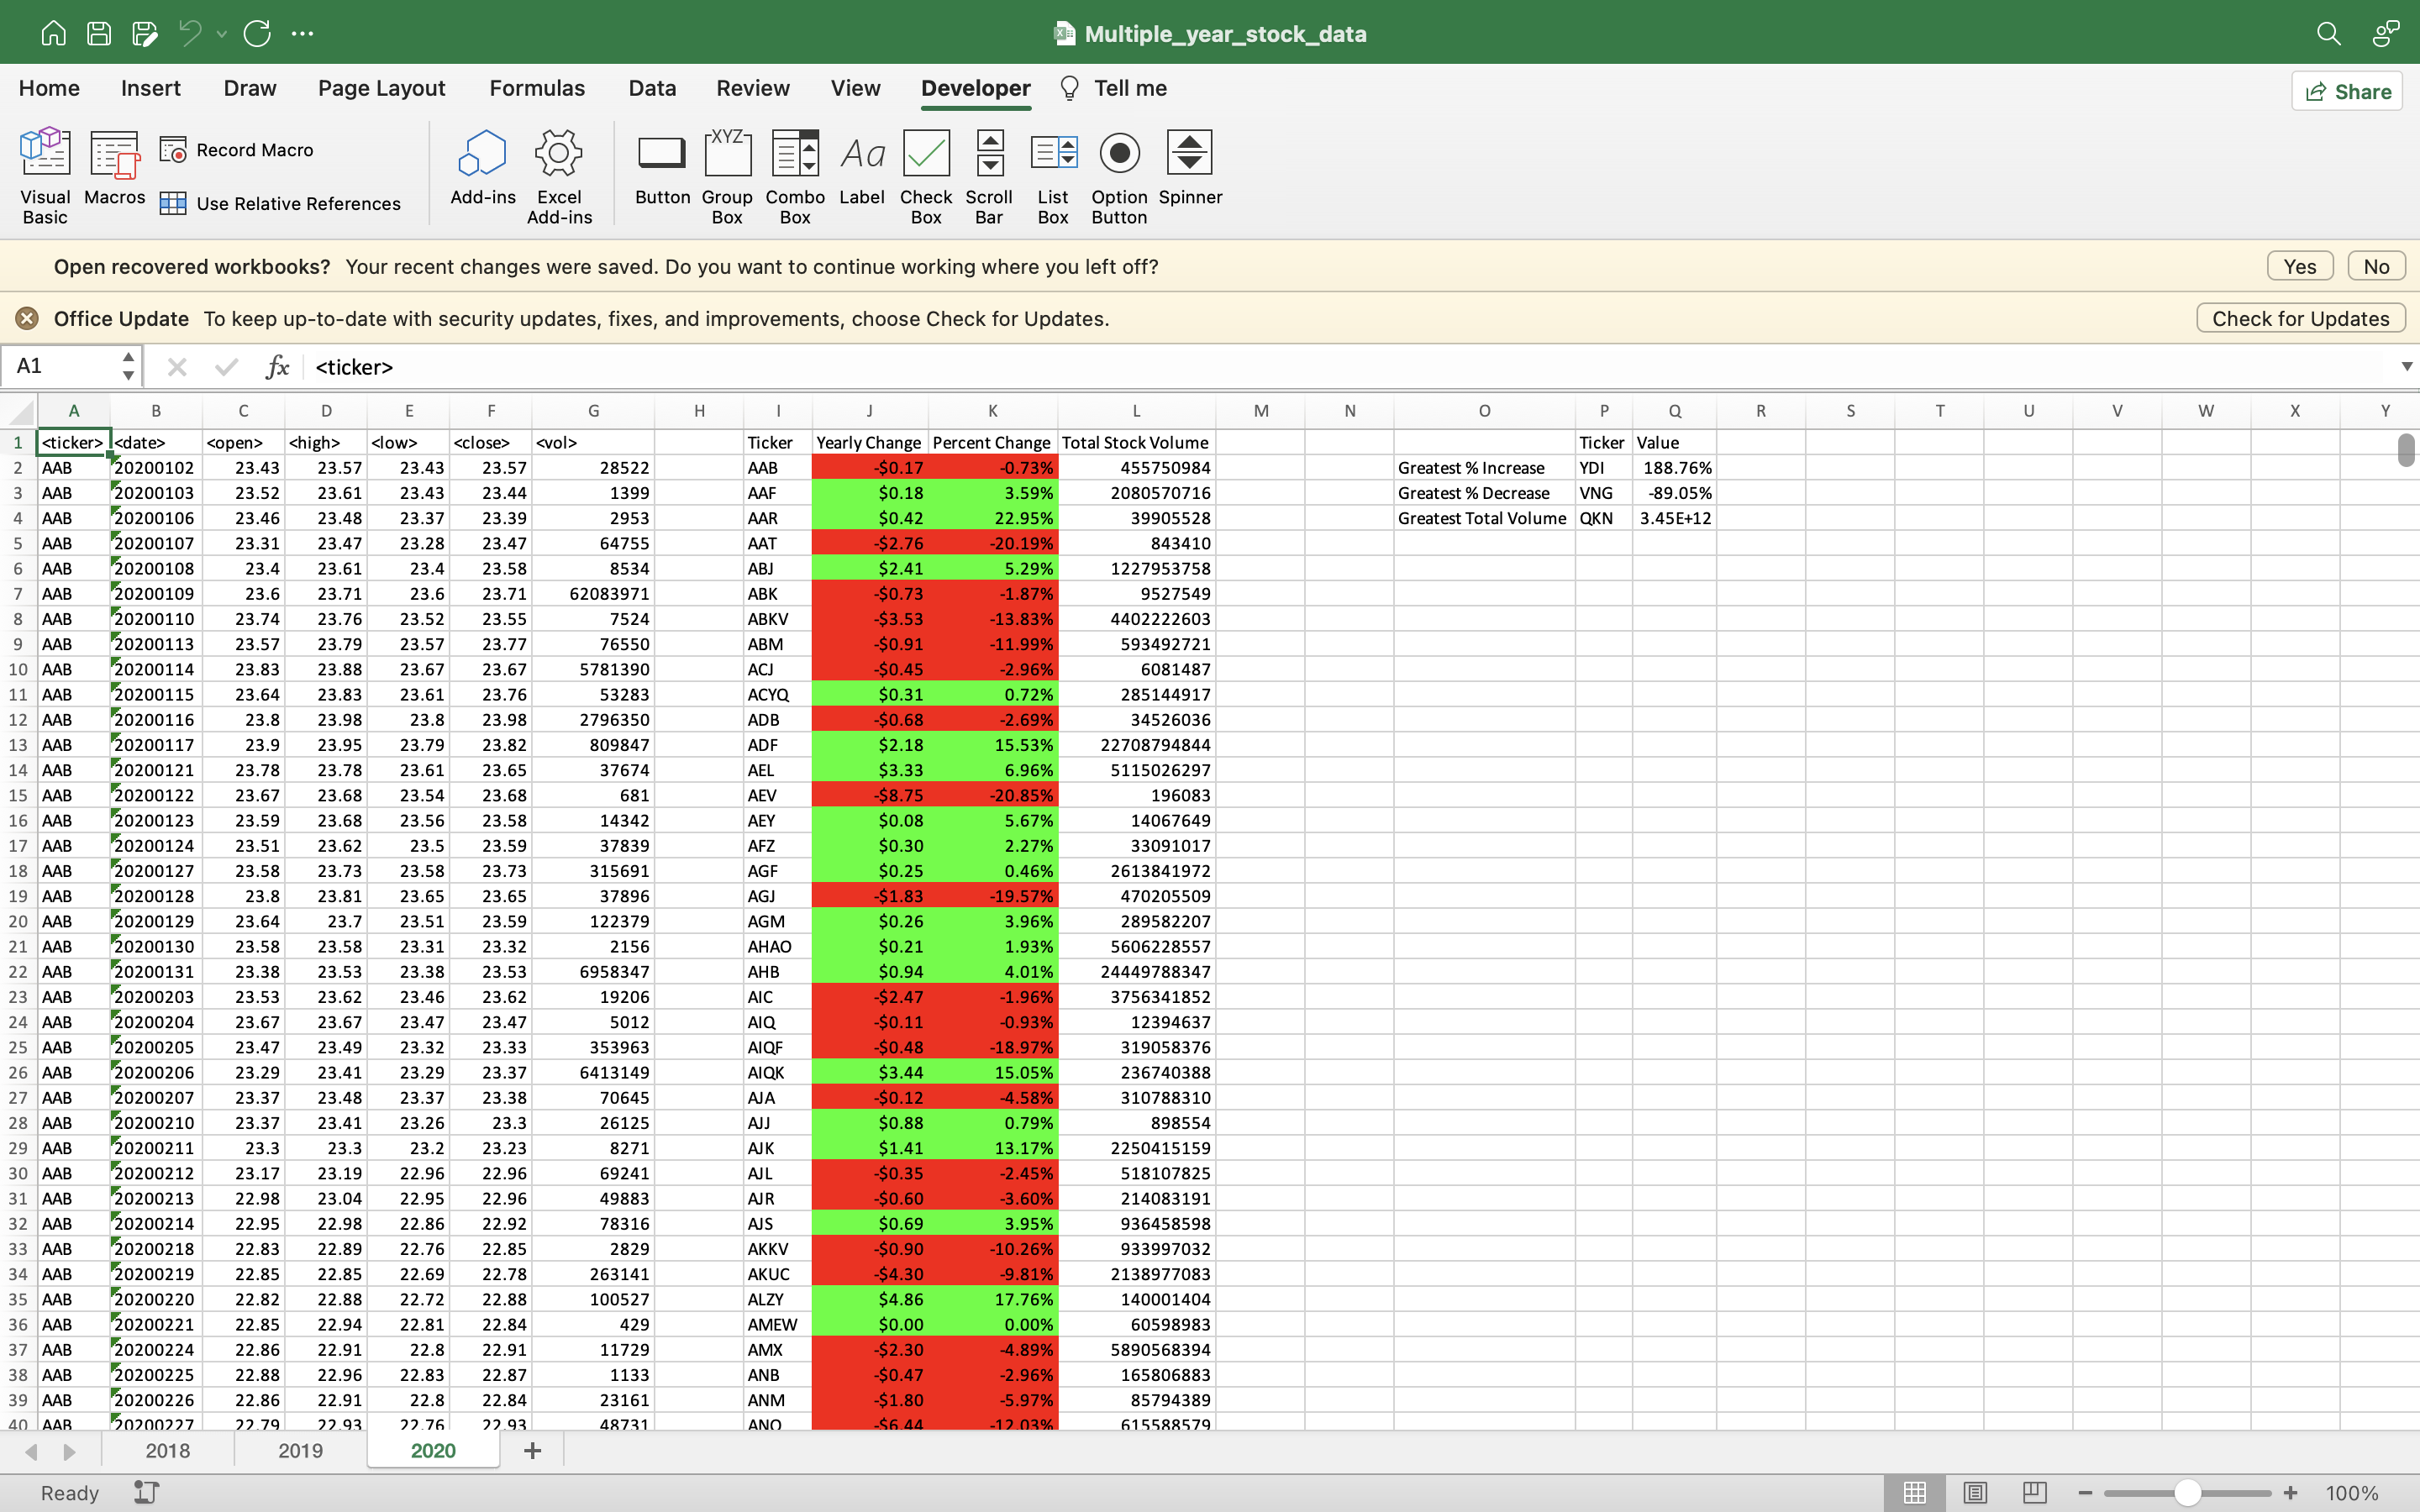 Multiple_year_stock_data
Home Insert Draw Page Layout Formulas Data Review View Developer Tell me Share
Visual Basic Macros Record Macro Use Relative References Add-ins Excel Add-ins Button Group Box Combo Box Label Check Box Scroll Bar List Box Option Button Spinner
XYZ Aa
Open recovered workbooks? Your recent changes were saved. Do you want to continue working where you left off? Yes No
Office Update To keep up-to-date with security updates, fixes, and improvements, choose Check for Updates. Check for Updates
A1 fx <ticker>
A B C D E F G H I J K L M N O P Q R S T U V W X Y
1 <ticker> <date> <open> <high> <low> <close> <vol> Ticker Yearly Change Percent Change Total Stock Volume Ticker Value
2 AAB 20200102 23.43 23.57 23.43 23.57 28522 AAB -$0.17 -0.73% 455750984 Greatest % Increase YDI 188.76%
3 AAB 20200103 23.52 23.61 23.43 23.44 1399 AAF $0.18 3.59% 2080570716 Greatest % Decrease VNG -89.05%
4 AAB 20200106 23.46 23.48 23.37 23.39 2953 AAR $0.42 22.95% 39905528 Greatest Total Volume QKN 3.45E+12
5 AAB 20200107 23.31 23.47 23.28 23.47 64755 AAT -$2.76 -20.19% 843410
6 AAB 20200108 23.4 23.61 23.4 23.58 8534 ABJ $2.41 5.29% 1227953758
7 AAB 20200109 23.6 23.71 23.6 23.71 62083971 ABK -$0.73 -1.87% 9527549
8 AAB 20200110 23.74 23.76 23.52 23.55 7524 ABKV -$3.53 -13.83% 4402222603
9 AAB 20200113 23.57 23.79 23.57 23.77 76550 ABM -$0.91 -11.99% 593492721
10 AAB 20200114 23.83 23.88 23.67 23.67 5781390 ACJ -$0.45 -2.96% 6081487
11 AAB 20200115 23.64 23.83 23.61 23.76 53283 ACYQ $0.31 0.72% 285144917
12 AAB 20200116 23.8 23.98 23.8 23.98 2796350 ADB -$0.68 -2.69% 34526036
13 AAB 20200117 23.9 23.95 23.79 23.82 809847 ADF $2.18 15.53% 22708794844
14 AAB 20200121 23.78 23.78 23.61 23.65 37674 AEL $3.33 6.96% 5115026297
15 AAB 20200122 23.67 23.68 23.54 23.68 681 AEV -$8.75 -20.85% 196083
16 AAB 20200123 23.59 23.68 23.56 23.58 14342 AEY $0.08 5.67% 14067649
17 AAB 20200124 23.51 23.62 23.5 23.59 37839 AFZ $0.30 2.27% 33091017
18 AAB 20200127 23.58 23.73 23.58 23.73 315691 AGF $0.25 0.46% 2613841972
19 AAB 20200128 23.8 23.81 23.65 23.65 37896 AGJ -$1.83 -19.57% 470205509
20 AAB 20200129 23.64 23.7 23.51 23.59 122379 AGM $0.26 3.96% 289582207
21 AAB 20200130 23.58 23.58 23.31 23.32 2156 AHAO $0.21 1.93% 5606228557
22 AAB 20200131 23.38 23.53 23.38 23.53 6958347 AHB $0.94 4.01% 24449788347
23 AAB 20200203 23.53 23.62 23.46 23.62 19206 AIC -$2.47 -1.96% 3756341852
24 AAB 20200204 23.67 23.67 23.47 23.47 5012 AIQ -$0.11 -0.93% 12394637
25 AAB 20200205 23.47 23.49 23.32 23.33 353963 AIQF -$0.48 -18.97% 319058376
26 AAB 20200206 23.29 23.41 23.29 23.37 6413149 AIQK $3.44 15.05% 236740388
27 AAB 20200207 23.37 23.48 23.37 23.38 70645 AJA -$0.12 -4.58% 310788310
28 AAB 20200210 23.37 23.41 23.26 23.3 26125 AJJ $0.88 0.79% 898554
29 AAB 20200211 23.3 23.3 23.2 23.23 8271 AJK $1.41 13.17% 2250415159
30 AAB 20200212 23.17 23.19 22.96 22.96 69241 AJL -$0.35 -2.45% 518107825
31 AAB 20200213 22.98 23.04 22.95 22.96 49883 AJR -$0.60 -3.60% 214083191
32 AAB 20200214 22.95 22.98 22.86 22.92 78316 AJS $0.69 3.95% 936458598
33 AAB 20200218 22.83 22.89 22.76 22.85 2829 AKKV -$0.90 -10.26% 933997032
34 AAB 20200219 22.85 22.85 22.69 22.78 263141 AKUC -$4.30 -9.81% 2138977083
35 AAB 20200220 22.82 22.88 22.72 22.88 100527 ALZY $4.86 17.76% 140001404
36 AAB 20200221 22.85 22.94 22.81 22.84 429 AMEW $0.00 0.00% 60598983
37 AAB 20200224 22.86 22.91 22.8 22.91 11729 AMX -$2.30 -4.89% 5890568394
38 AAB 20200225 22.88 22.96 22.83 22.87 1133 ANB -$0.47 -2.96% 165806883
39 AAB 20200226 22.86 22.91 22.8 22.84 23161 ANM -$1.80 -5.97% 85794389
40 AAB 20200227 22.79 22.93 22.76 22.93 48731 ANO -$6.44 -12.03% 615588579
2018 2019 2020
Ready 100%